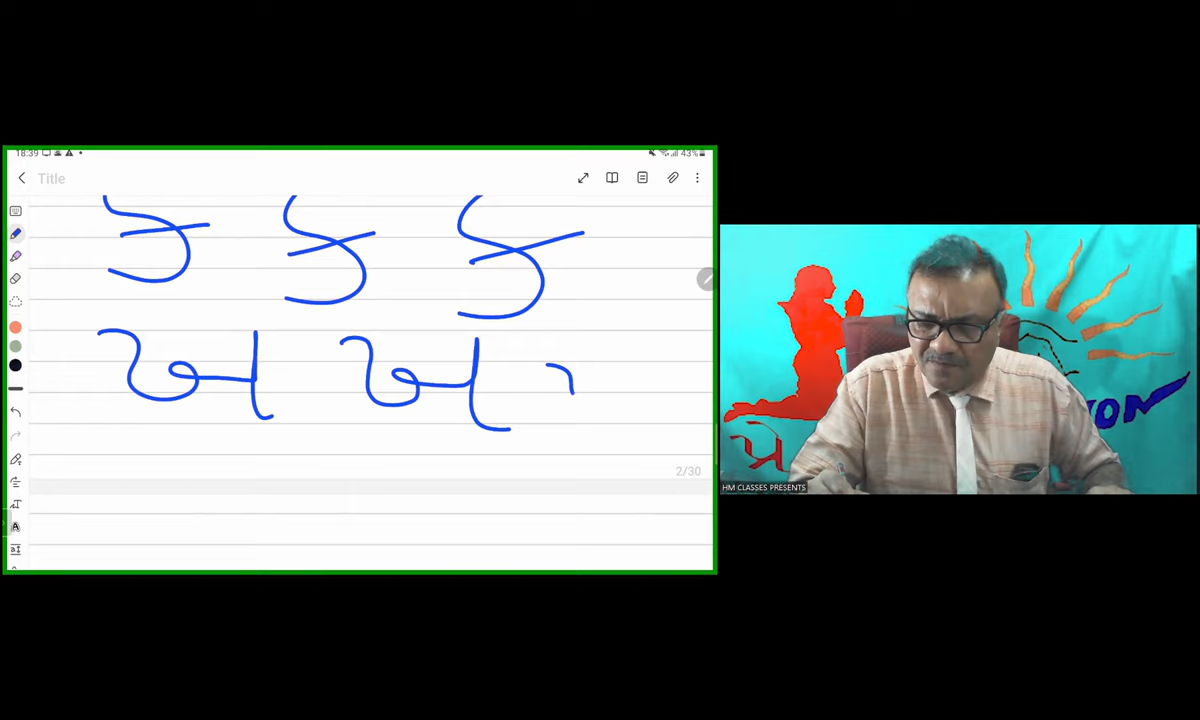 18:39 43%
Title
ક ક ક
ખ ખ
2/30
પ્રે
HM CLASSES PRESENTS